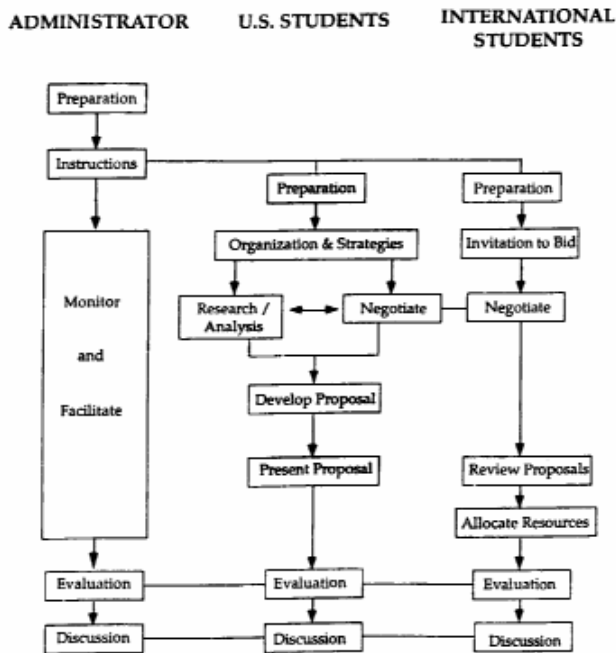 ADMINISTRATOR
U.S. STUDENTS
INTERNATIONAL
STUDENTS
Preparation
Instructions
Preparation
Preparation
Organization & Strategies
Invitation to Bid
Monitor
and
Facilitate
Research /
Analysis
Negotiate
Negotiate
Develop Proposal
Present Proposal
Review Proposals
Allocate Resources
Evaluation
Evaluation
Evaluation
Discussion
Discussion
Discussion